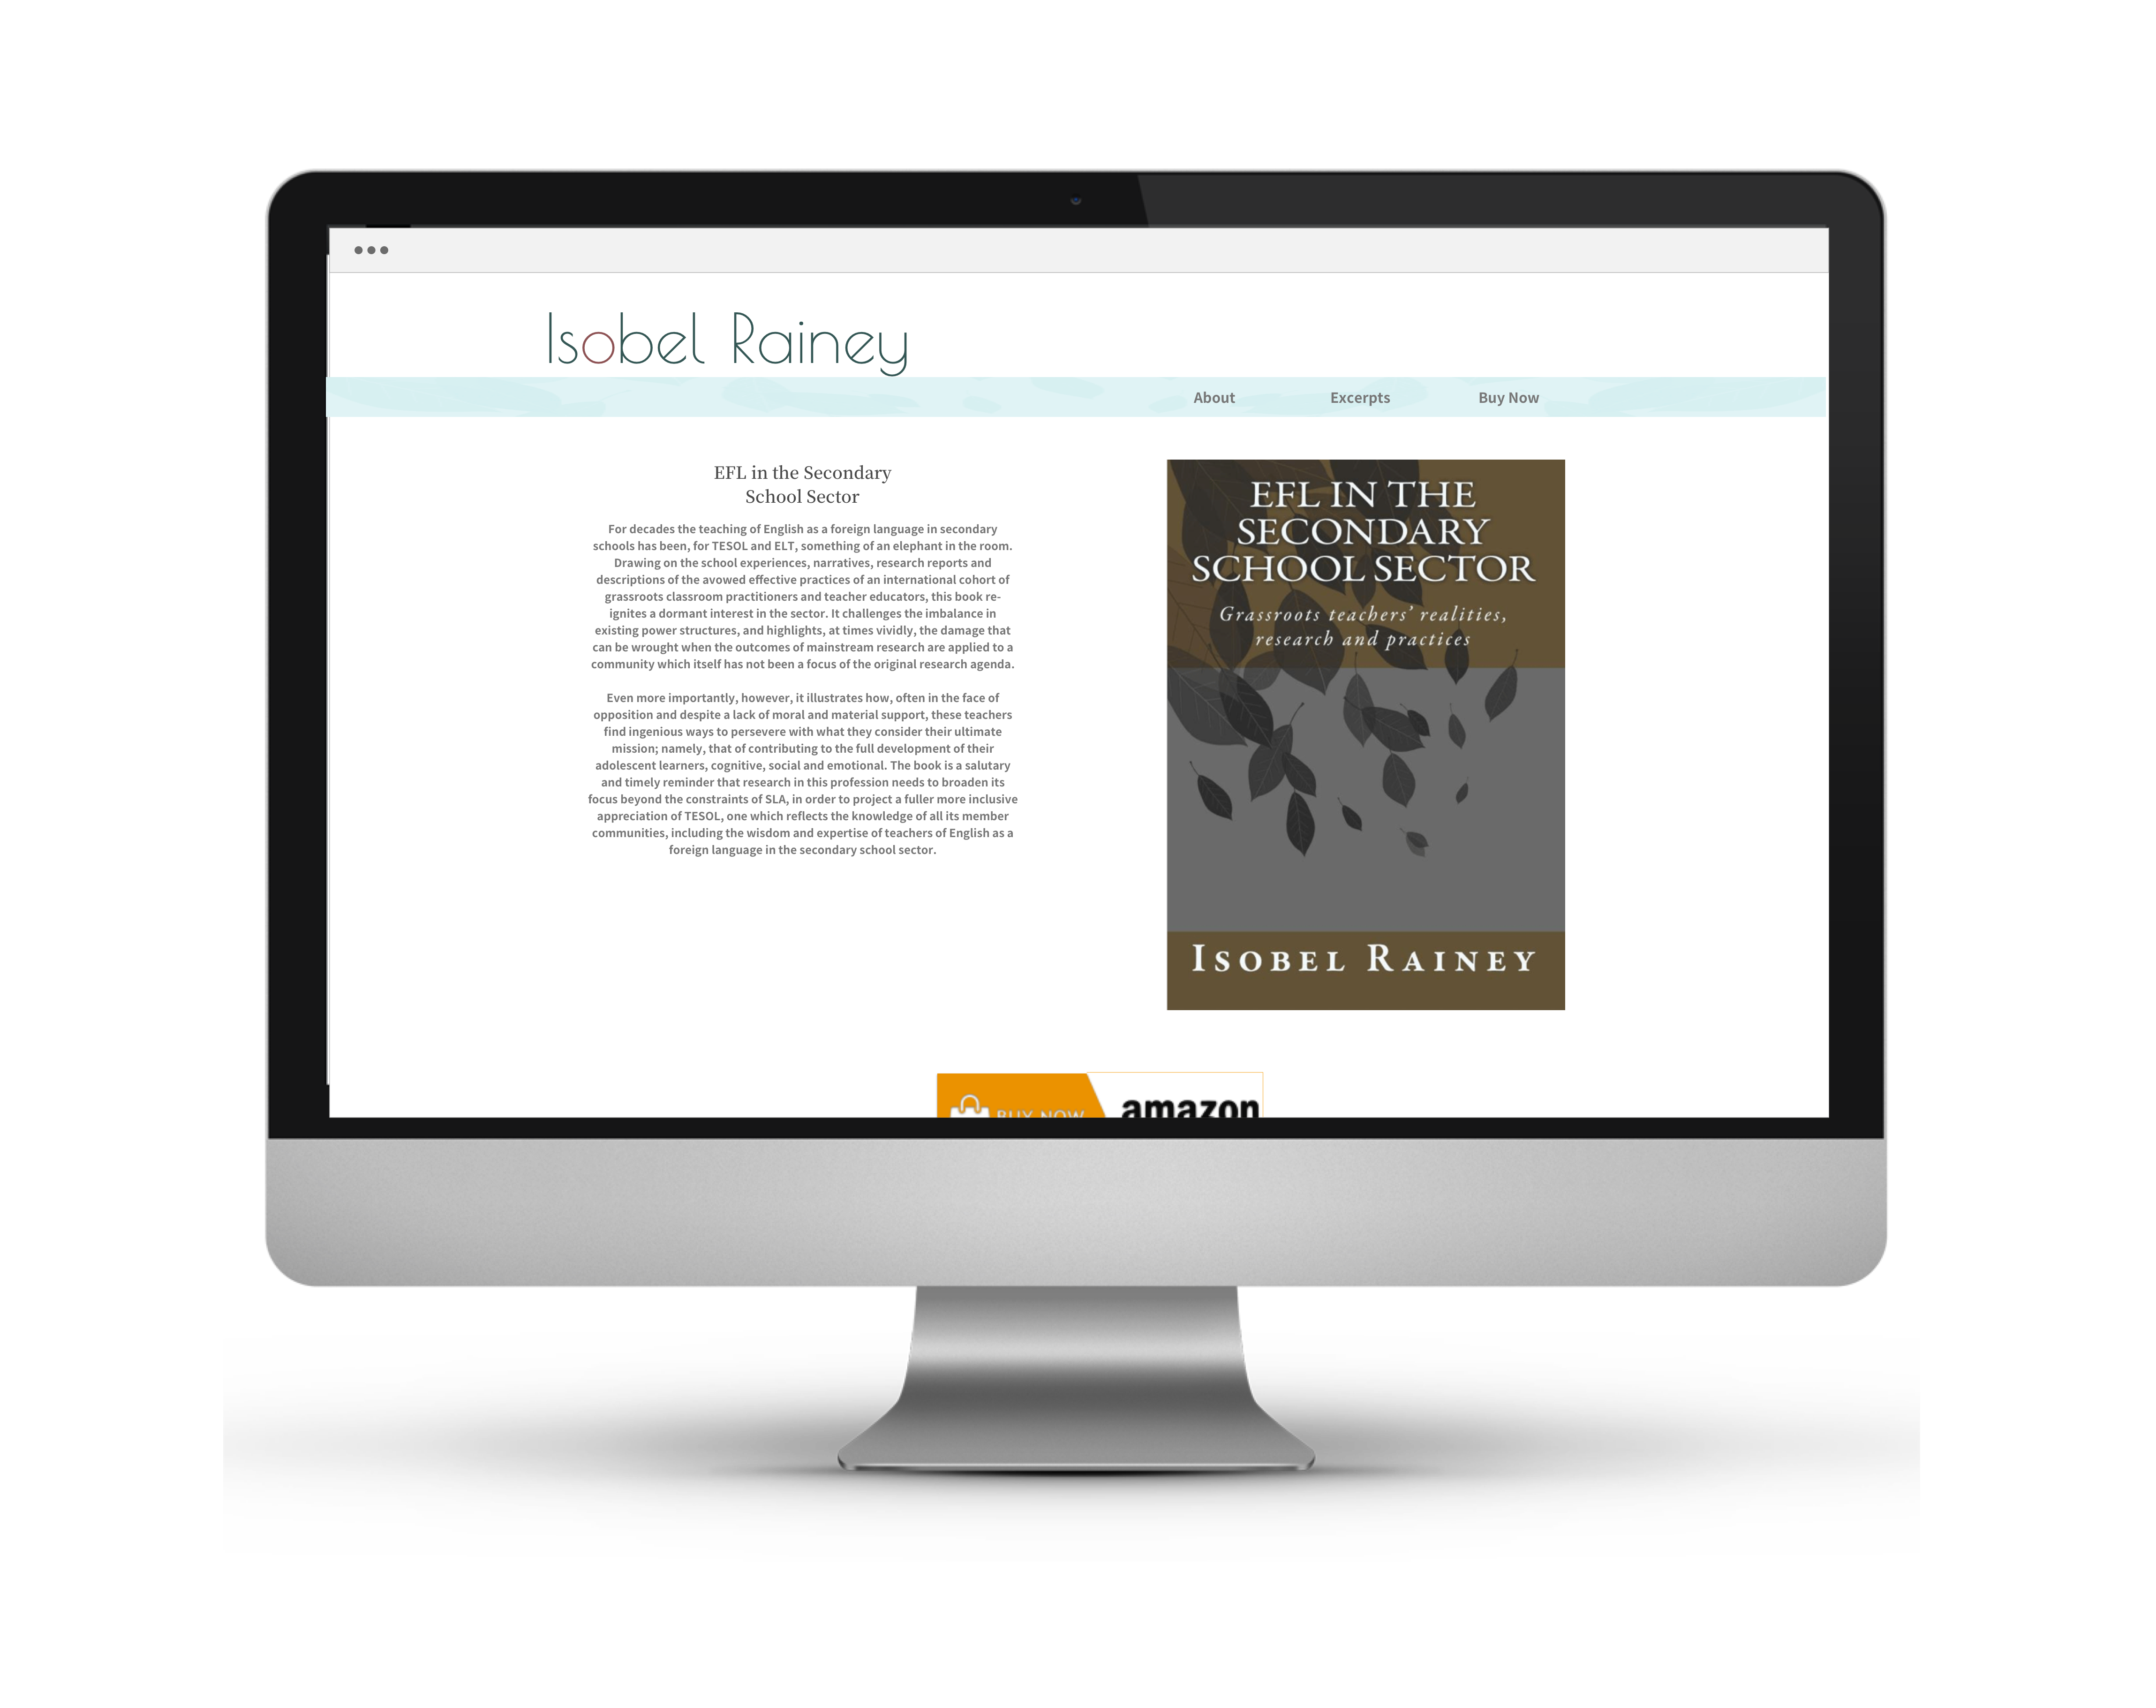 Isobel Rainey
About Excerpts Buy Now
EFL in the Secondary
School Sector
For decades the teaching of English as a foreign language in secondary
schools has been, for TESOL and ELT, something of an elephant in the room.
Drawing on the school experiences, narratives, research reports and
descriptions of the avowed effective practices of an international cohort of
grassroots classroom practitioners and teacher educators, this book re-
ignites a dormant interest in the sector. It challenges the imbalance in
existing power structures, and highlights, at times vividly, the damage that
can be wrought when the outcomes of mainstream research are applied to a
community which itself has not been a focus of the original research agenda.
Even more importantly, however, it illustrates how, often in the face of
opposition and despite a lack of moral and material support, these teachers
find ingenious ways to persevere with what they consider their ultimate
mission; namely, that of contributing to the full development of their
adolescent learners, cognitive, social and emotional. The book is a salutary
and timely reminder that research in this profession needs to broaden its
focus beyond the constraints of SLA, in order to project a fuller more inclusive
appreciation of TESOL, one which reflects the knowledge of all its member
communities, including the wisdom and expertise of teachers of English as a
foreign language in the secondary school sector.
EFL IN THE
SECONDARY
SCHOOL SECTOR
Grassroots teachers' realities,
research and practices
ISOBEL RAINEY
BUY NOW amazon